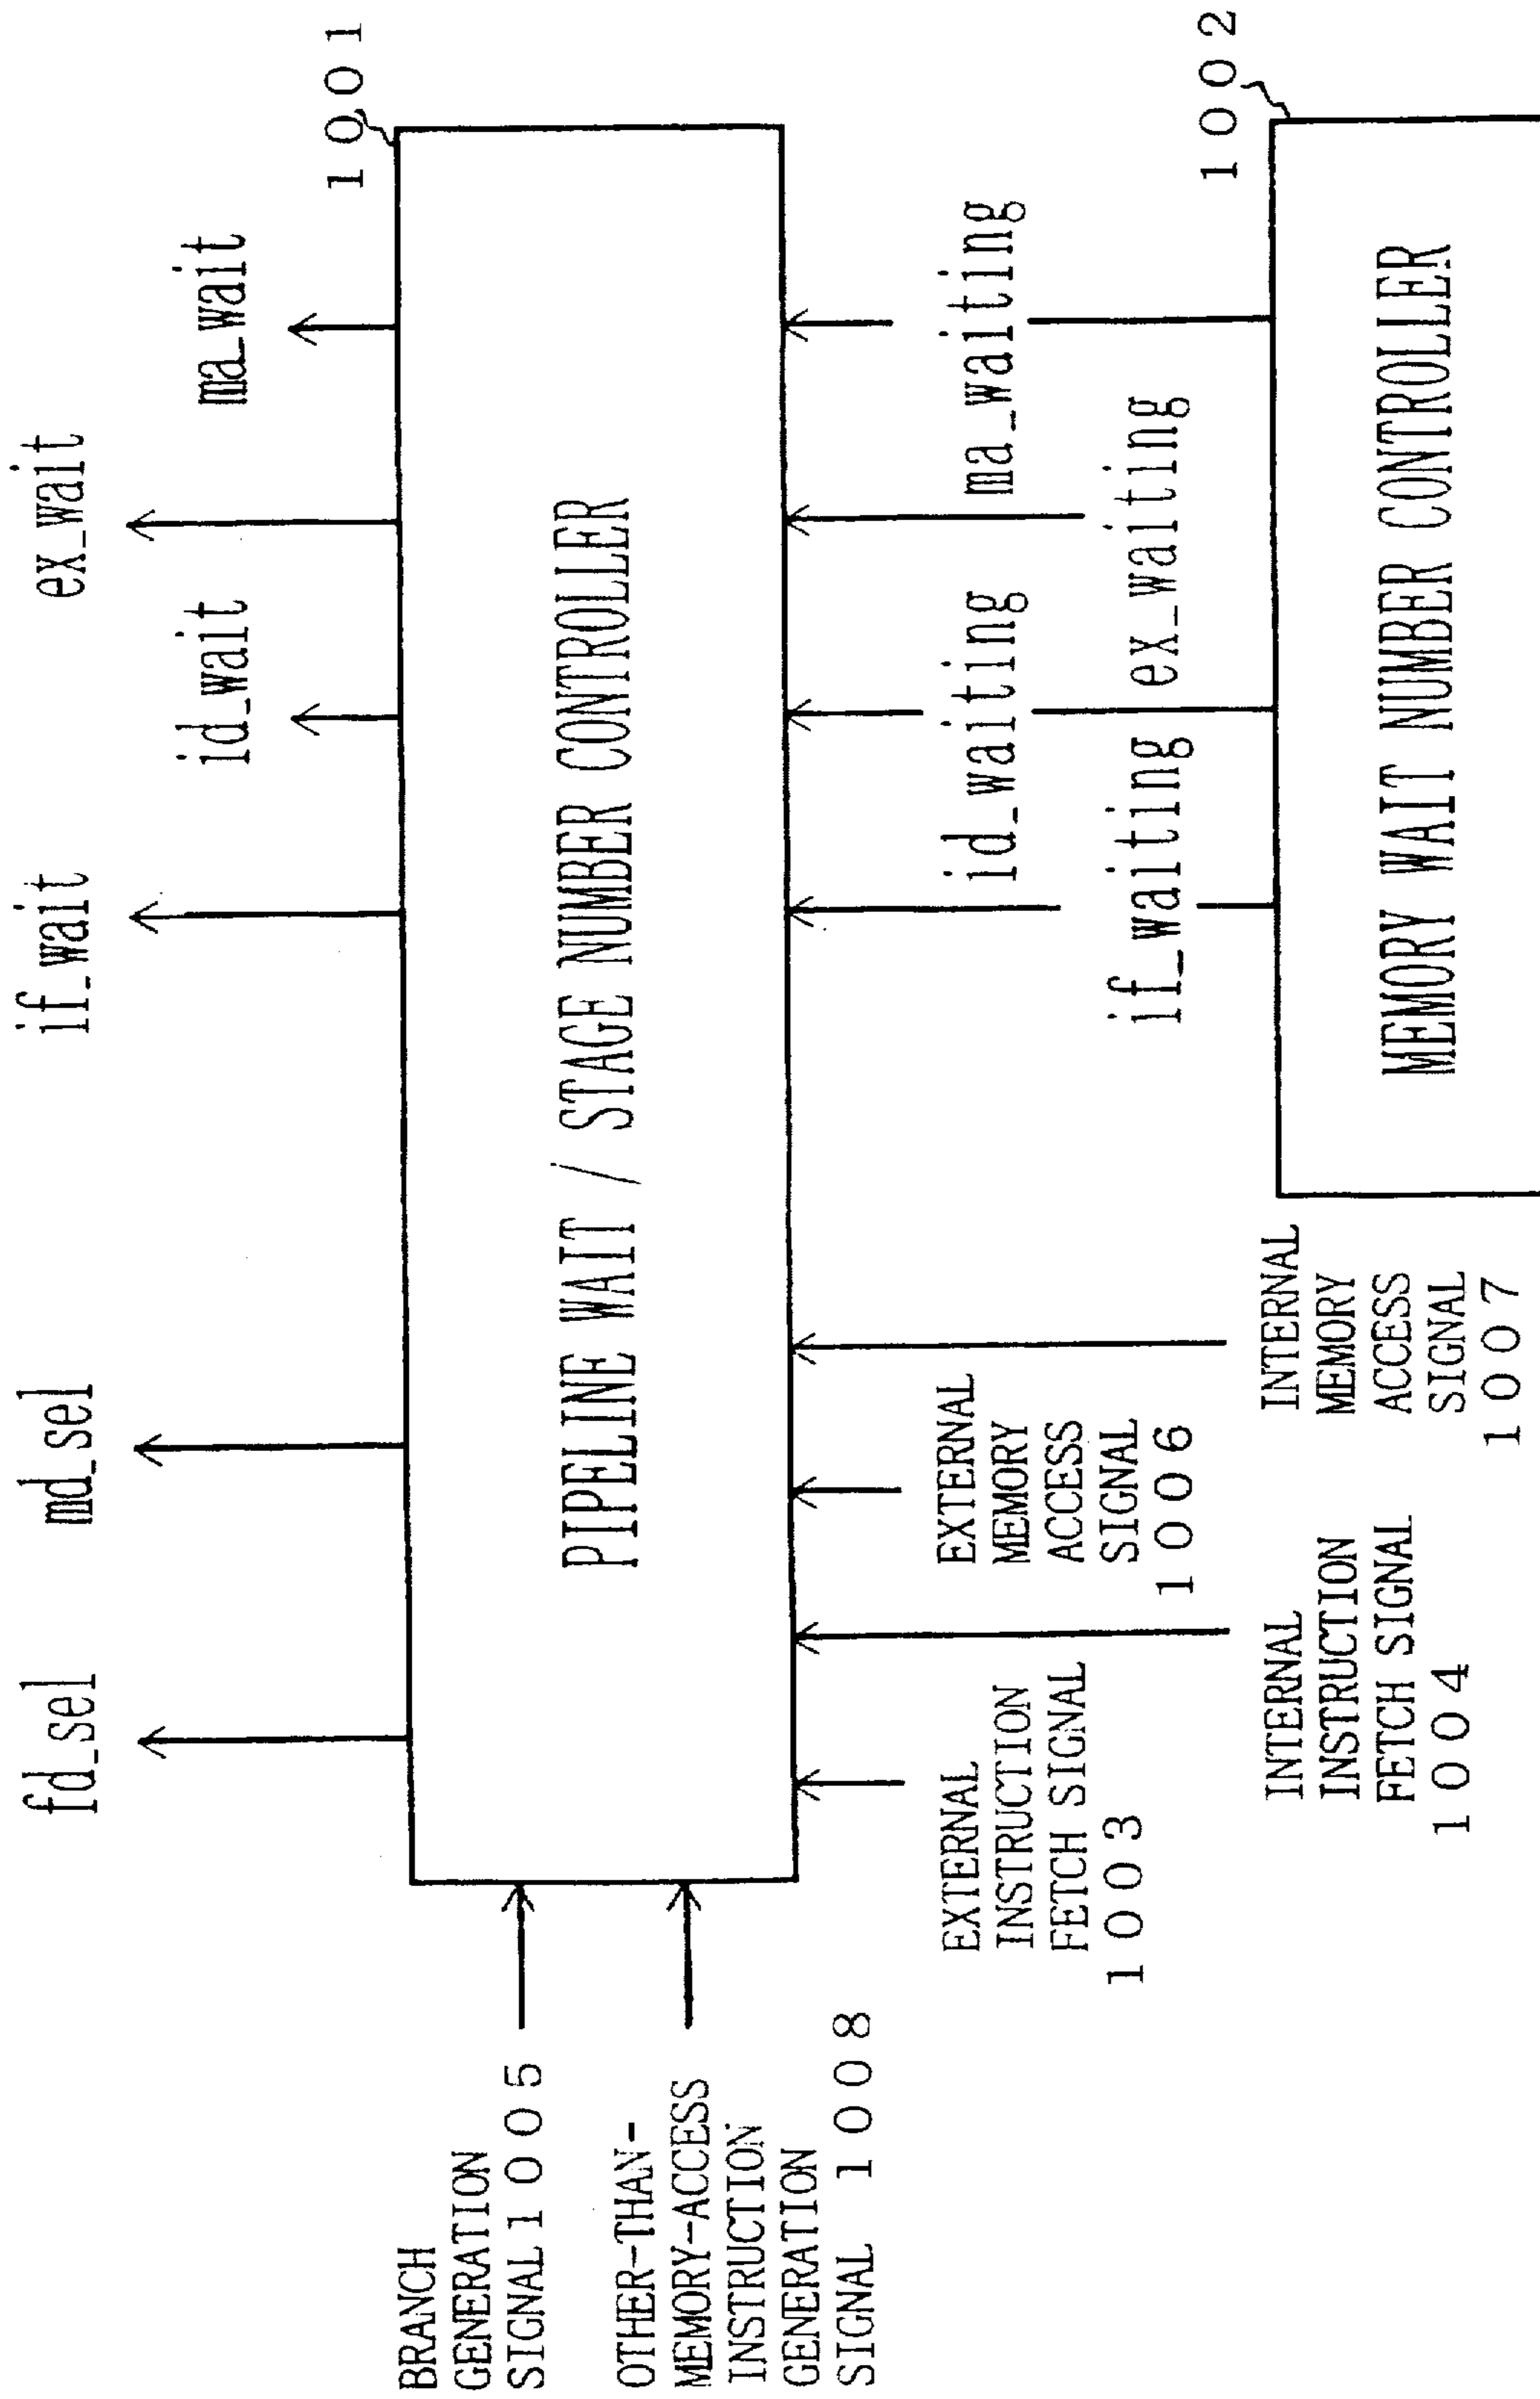 fd_sel
md_sel
if_wait
id_wait
ex_wait
ma_wait
1001
BRANCH
GENERATION
SIGNAL 1005
OTHER-THAN-
MEMORY-ACCESS
INSTRUCTION
GENERATION
SIGNAL 1008
PIPELINE WAIT / STAGE NUMBER CONTROLLER
EXTERNAL
INSTRUCTION
FETCH SIGNAL
1003
INTERNAL
INSTRUCTION
FETCH SIGNAL
1004
EXTERNAL
MEMORY
ACCESS
SIGNAL
1006
INTERNAL
MEMORY
ACCESS
SIGNAL
1007
if_waiting
id_waiting
ex_waiting
ma_waiting
1002
MEMORY WAIT NUMBER CONTROLLER